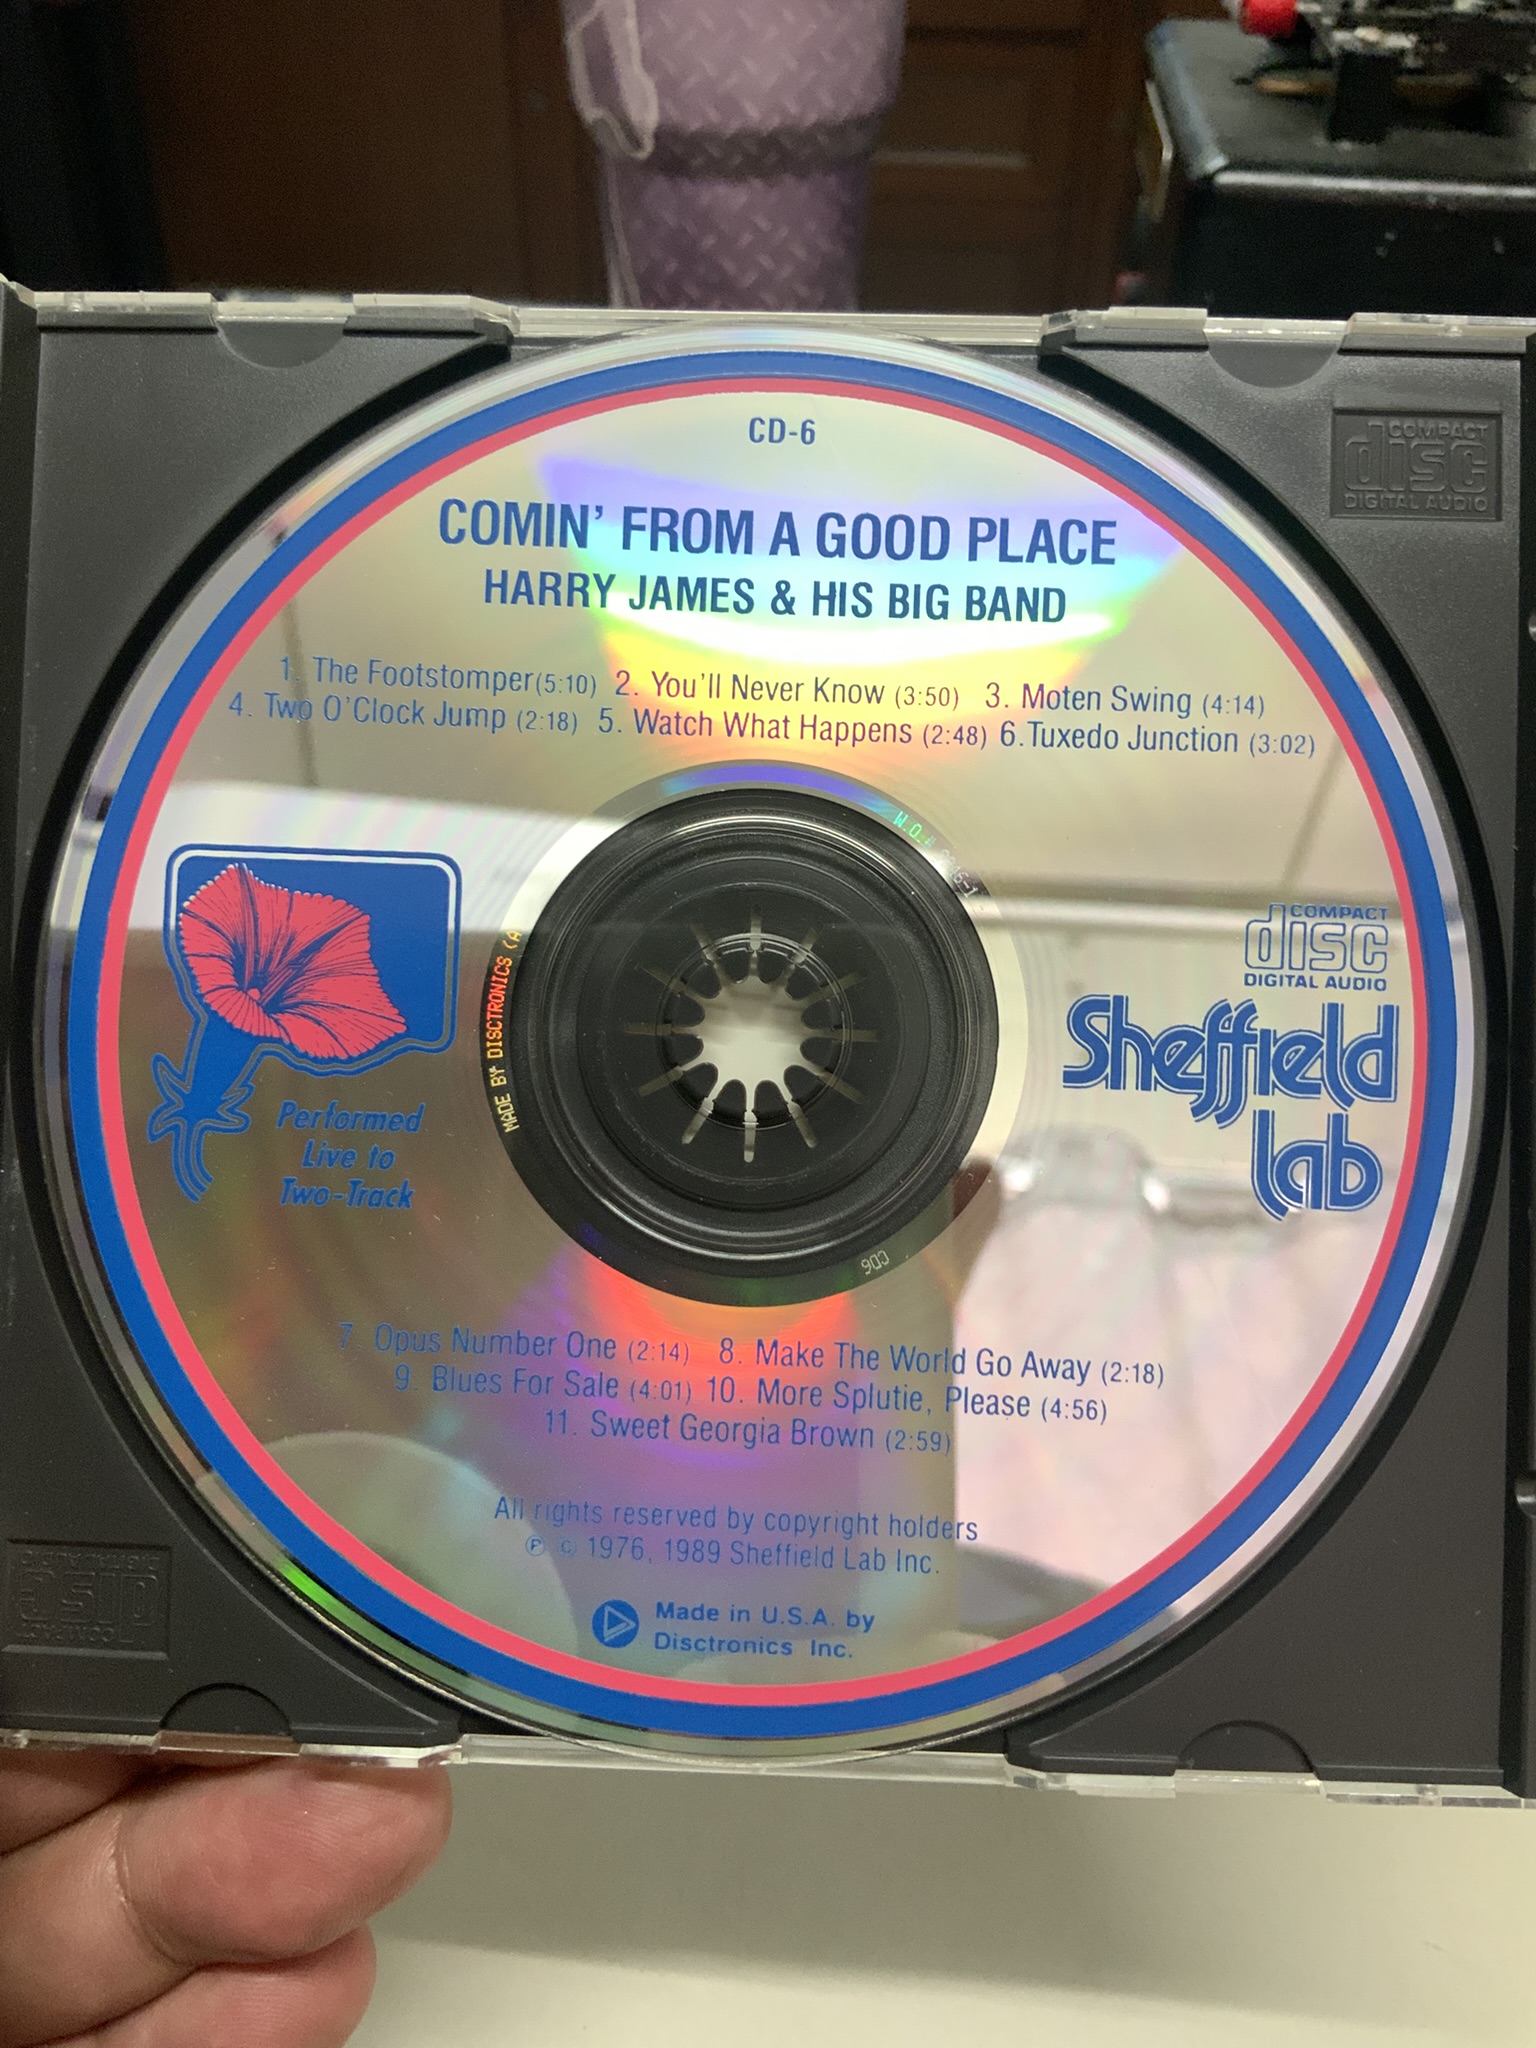 CD-6
COMIN' FROM A GOOD PLACE
HARRY JAMES & HIS BIG BAND
1. The Footstomper(5:10) 2. You'll Never Know (3:50) 3. Moten Swing (4:14)
4. Two O'Clock Jump (2:18) 5. Watch What Happens (2:48) 6.Tuxedo Junction (3:02)
W.O.#
MADE BY DISCTRONICS (A
CD6
Performed
Live to
Two-Track
COMPACT
disc
DIGITAL AUDIO
Sheffield
Lab
7. Opus Number One (2:14) 8. Make The World Go Away (2:18)
9. Blues For Sale (4:01) 10. More Splutie, Please (4:56)
11. Sweet Georgia Brown (2:59)
All rights reserved by copyright holders
Ⓟ © 1976, 1989 Sheffield Lab Inc.
Made in U.S.A. by
Disctronics Inc.
COMPACT
disc
DIGITAL AUDIO
COMPACT
disc
DIGITAL AUDIO